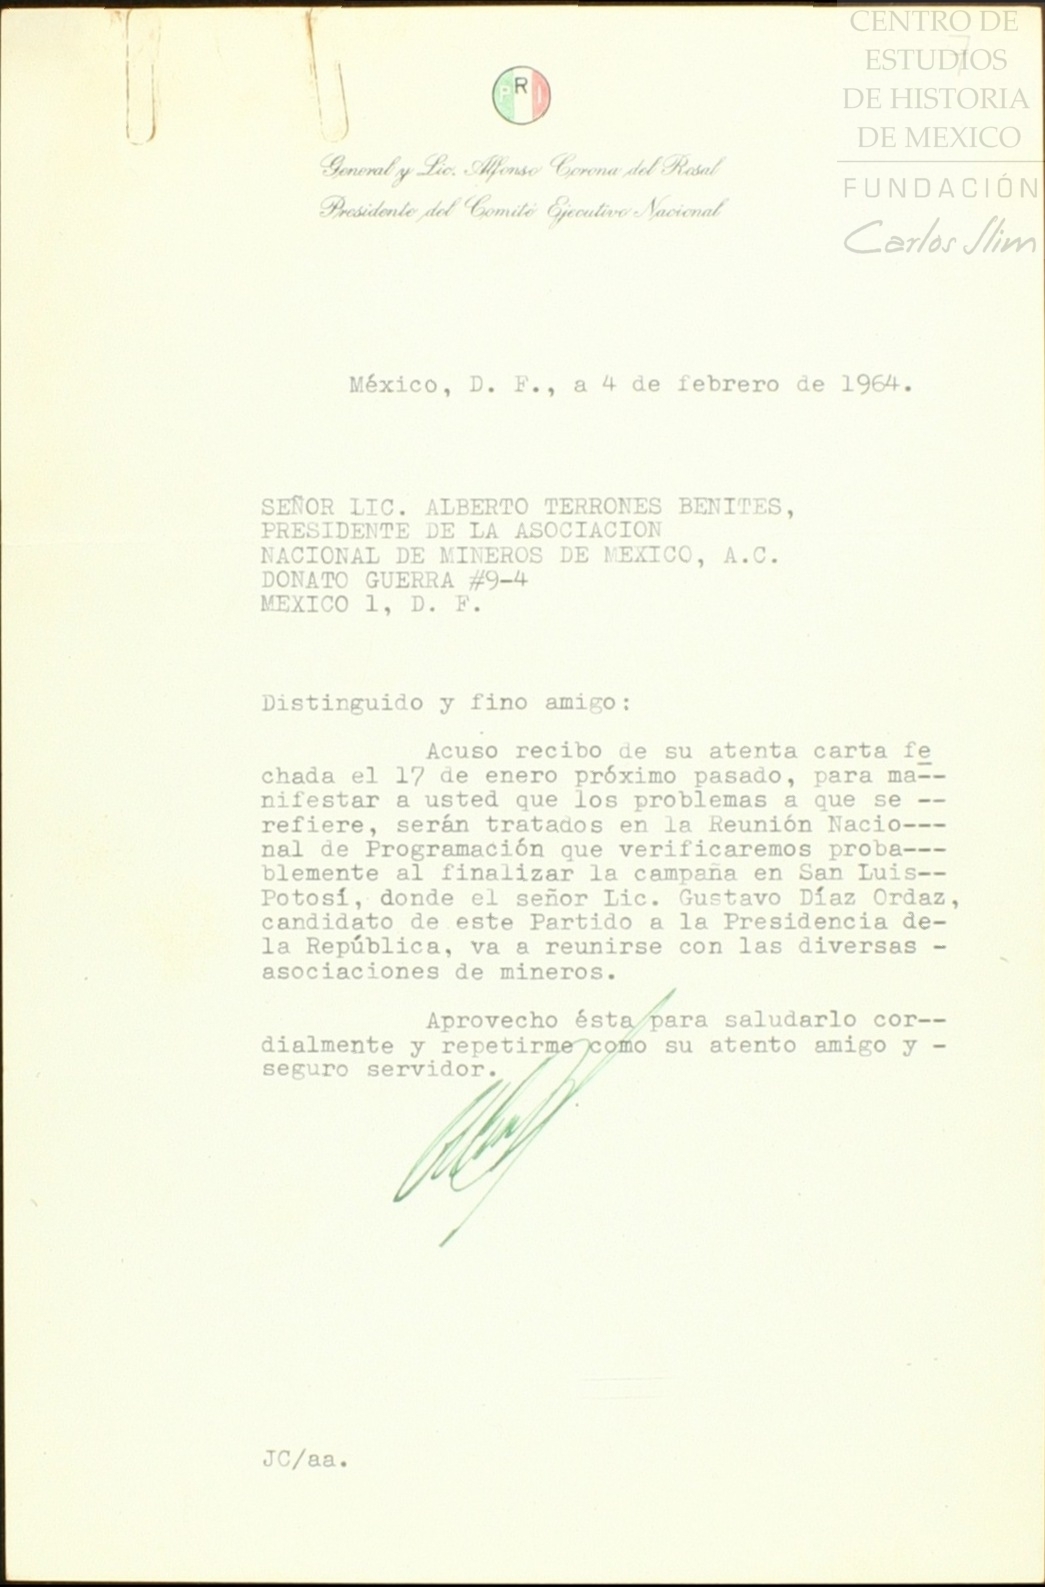 CENTRO DE
ESTUDIOS
DE HISTORIA
DE MEXICO
FUNDACIÓN
Carlos Slim
7
PRI
General y Lic. Alfonso Corona del Rosal
Presidente del Comité Ejecutivo Nacional
México, D. F., a 4 de febrero de 1964.
SEÑOR LIC. ALBERTO TERRONES BENITES,
PRESIDENTE DE LA ASOCIACION
NACIONAL DE MINEROS DE MEXICO, A.C.
DONATO GUERRA #9-4
MEXICO 1, D. F.
Distinguido y fino amigo:
Acuso recibo de su atenta carta fe
chada el 17 de enero próximo pasado, para ma--
nifestar a usted que los problemas a que se --
refiere, serán tratados en la Reunión Nacio---
nal de Programación que verificaremos proba---
blemente al finalizar la campaña en San Luis--
Potosí, donde el señor Lic. Gustavo Díaz Ordaz,
candidato de este Partido a la Presidencia de-
la República, va a reunirse con las diversas -
asociaciones de mineros.
Aprovecho ésta para saludarlo cor--
dialmente y repetirme como su atento amigo y -
seguro servidor.
JC/aa.